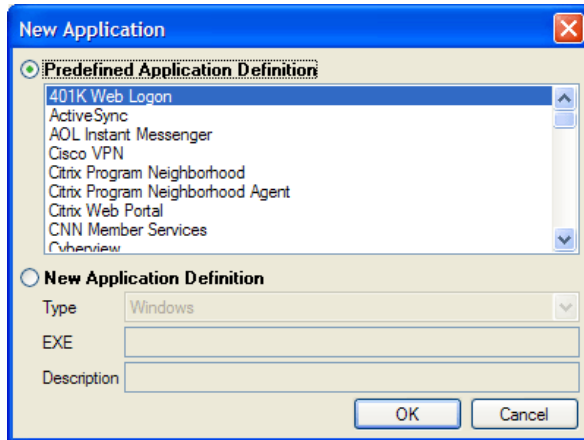 New Application
Predefined Application Definition
401K Web Logon
ActiveSync
AOL Instant Messenger
Cisco VPN
Citrix Program Neighborhood
Citrix Program Neighborhood Agent
Citrix Web Portal
CNN Member Services
Cyberview
New Application Definition
Type Windows
EXE
Description
OK Cancel